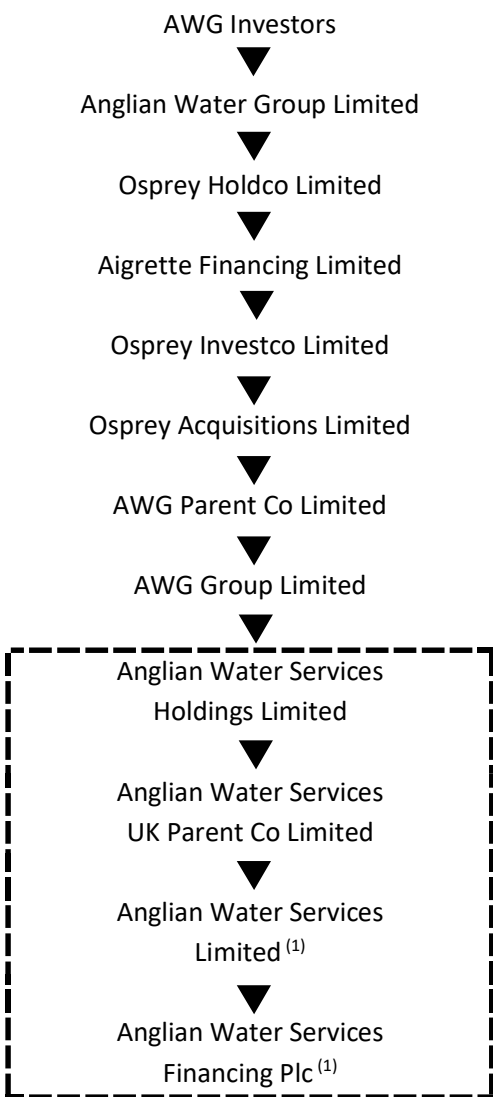 AWG Investors
Anglian Water Group Limited
Osprey Holdco Limited
Aigrette Financing Limited
Osprey Investco Limited
Osprey Acquisitions Limited
AWG Parent Co Limited
AWG Group Limited
Anglian Water Services
Holdings Limited
Anglian Water Services
UK Parent Co Limited
Anglian Water Services
Limited (1)
Anglian Water Services
Financing Plc (1)